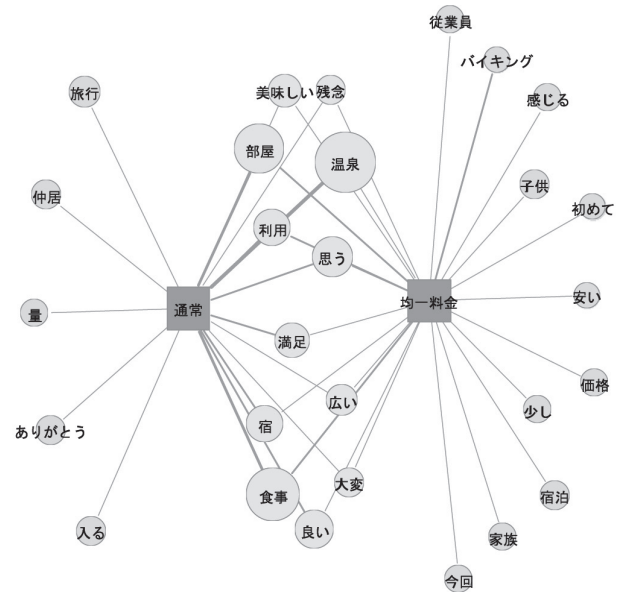 従業員
バイキング
旅行
美味しい
残念
感じる
部屋
温泉
子供
仲居
初めて
利用
思う
安い
通常
均一料金
量
満足
価格
広い
少し
ありがとう
宿
大変
食事
宿泊
入る
良い
家族
今回